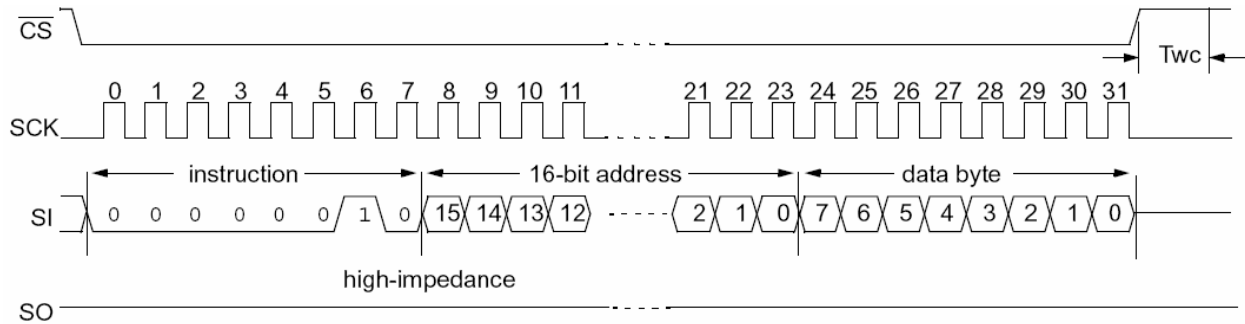 CS
Twc
0 1 2 3 4 5 6 7 8 9 10 11 21 22 23 24 25 26 27 28 29 30 31
SCK
instruction 16-bit address data byte
SI 0 0 0 0 0 0 1 0 15 14 13 12 2 1 0 7 6 5 4 3 2 1 0
high-impedance
SO